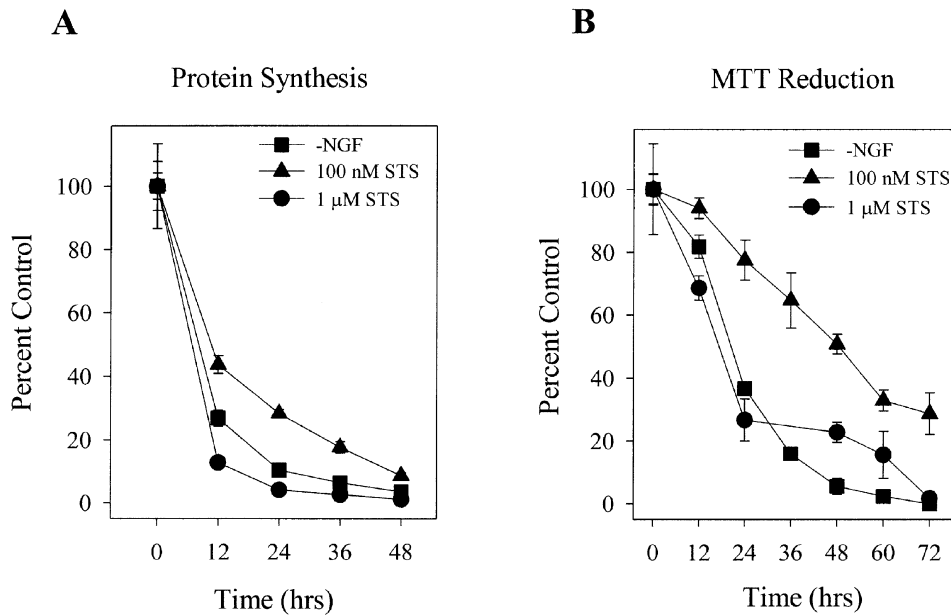 A
Protein Synthesis
-NGF
100 nM STS
1 μM STS
100
80
60
40
20
0
Percent Control
0 12 24 36 48
Time (hrs)
B
MTT Reduction
-NGF
100 nM STS
1 μM STS
100
80
60
40
20
0
Percent Control
0 12 24 36 48 60 72
Time (hrs)